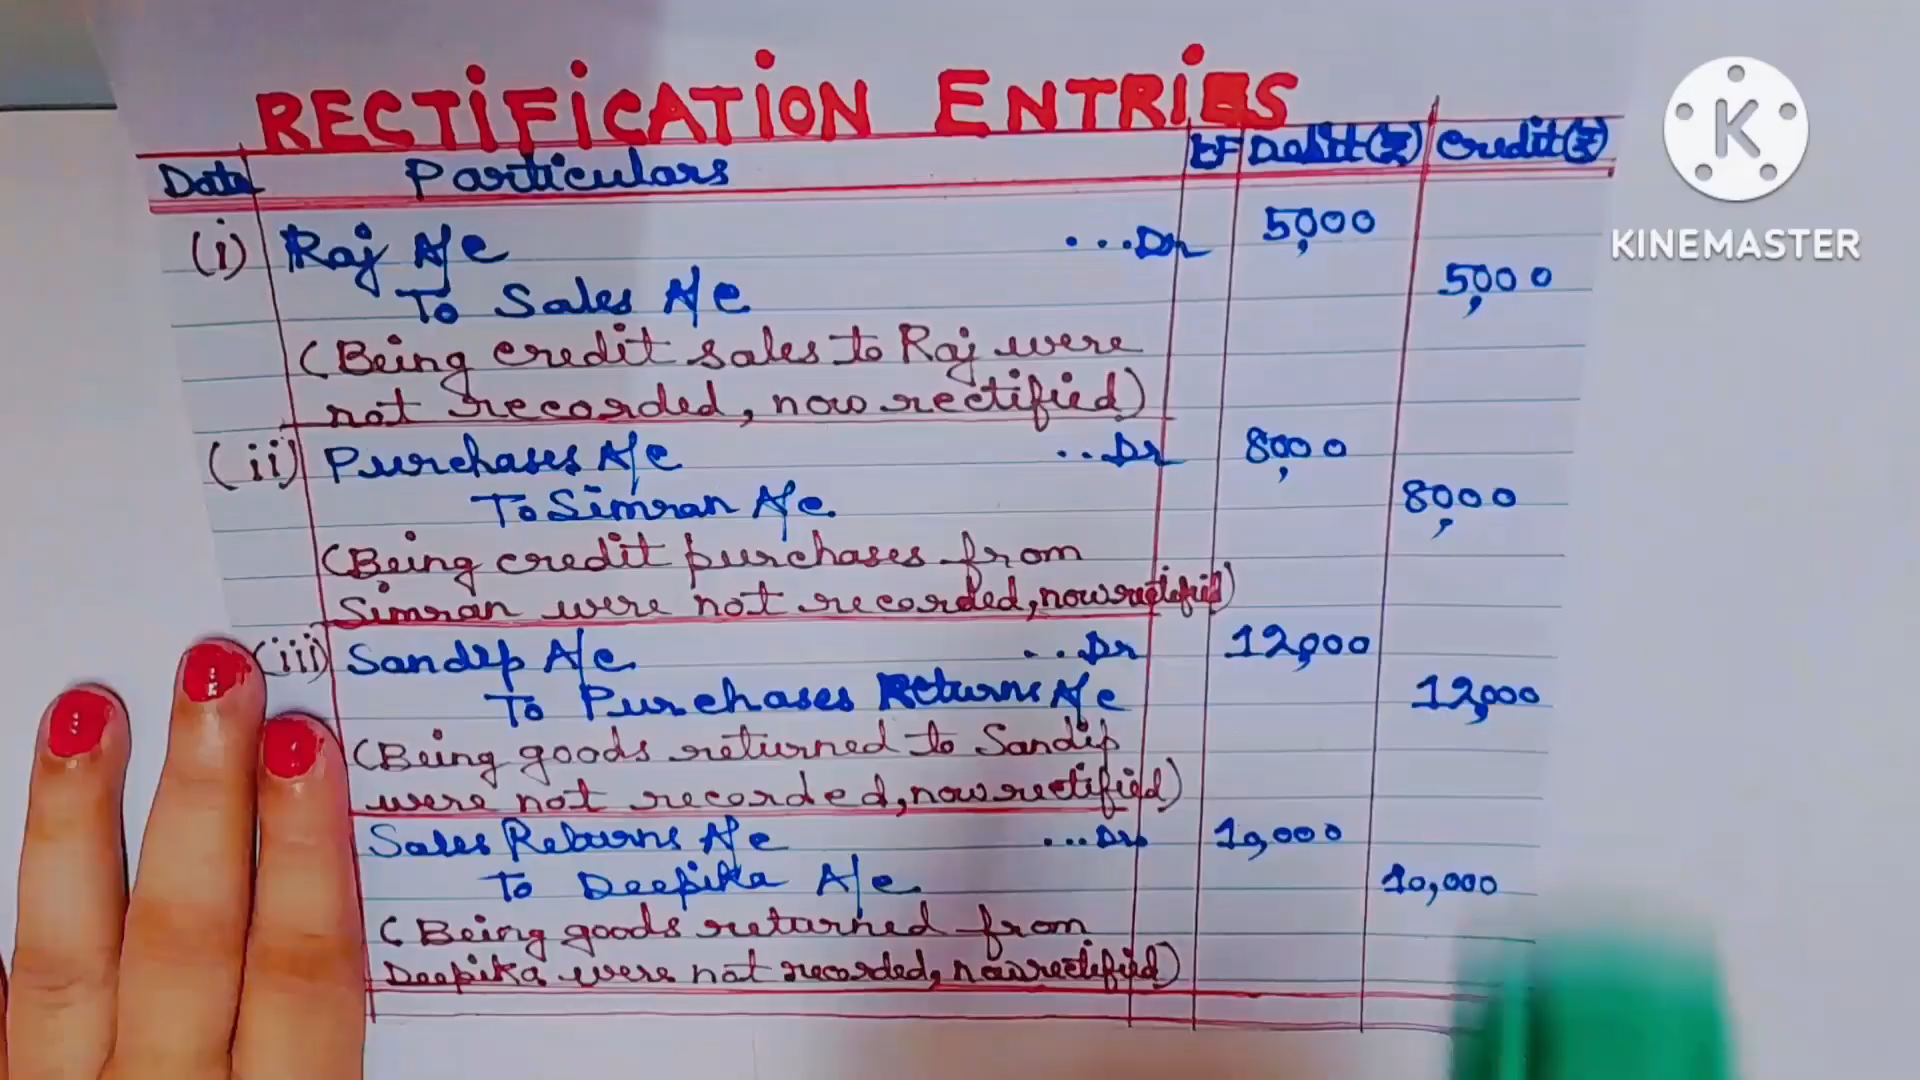 RECTIFICATION ENTRIES
Date Particulars LF Debit(₹) Credit(₹)
(i) Raj A/c ...Dr 5,000
To Sales A/c 5,000
(Being credit sales to Raj were
not recorded, now rectified)
(ii) Purchases A/c ..Dr 8,000
To Simran A/c 8,000
(Being credit purchases from
Simran were not recorded, now rectified)
(iii) Sandip A/c ..Dr 12,000
To Purchases Returns A/c 12,000
(Being goods returned to Sandip
were not recorded, now rectified)
Sales Returns A/c ...Dr 10,000
To Deepika A/c 10,000
(Being goods returned from
Deepika were not recorded, now rectified)
K
KINEMASTER